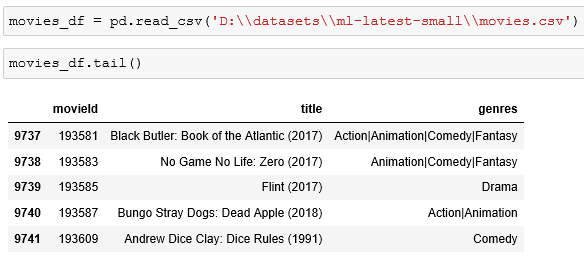 movies_df = pd.read_csv('D:\\datasets\\ml-latest-small\\movies.csv')
movies_df.tail()
movieId title genres
9737 193581 Black Butler: Book of the Atlantic (2017) Action|Animation|Comedy|Fantasy
9738 193583 No Game No Life: Zero (2017) Animation|Comedy|Fantasy
9739 193585 Flint (2017) Drama
9740 193587 Bungo Stray Dogs: Dead Apple (2018) Action|Animation
9741 193609 Andrew Dice Clay: Dice Rules (1991) Comedy